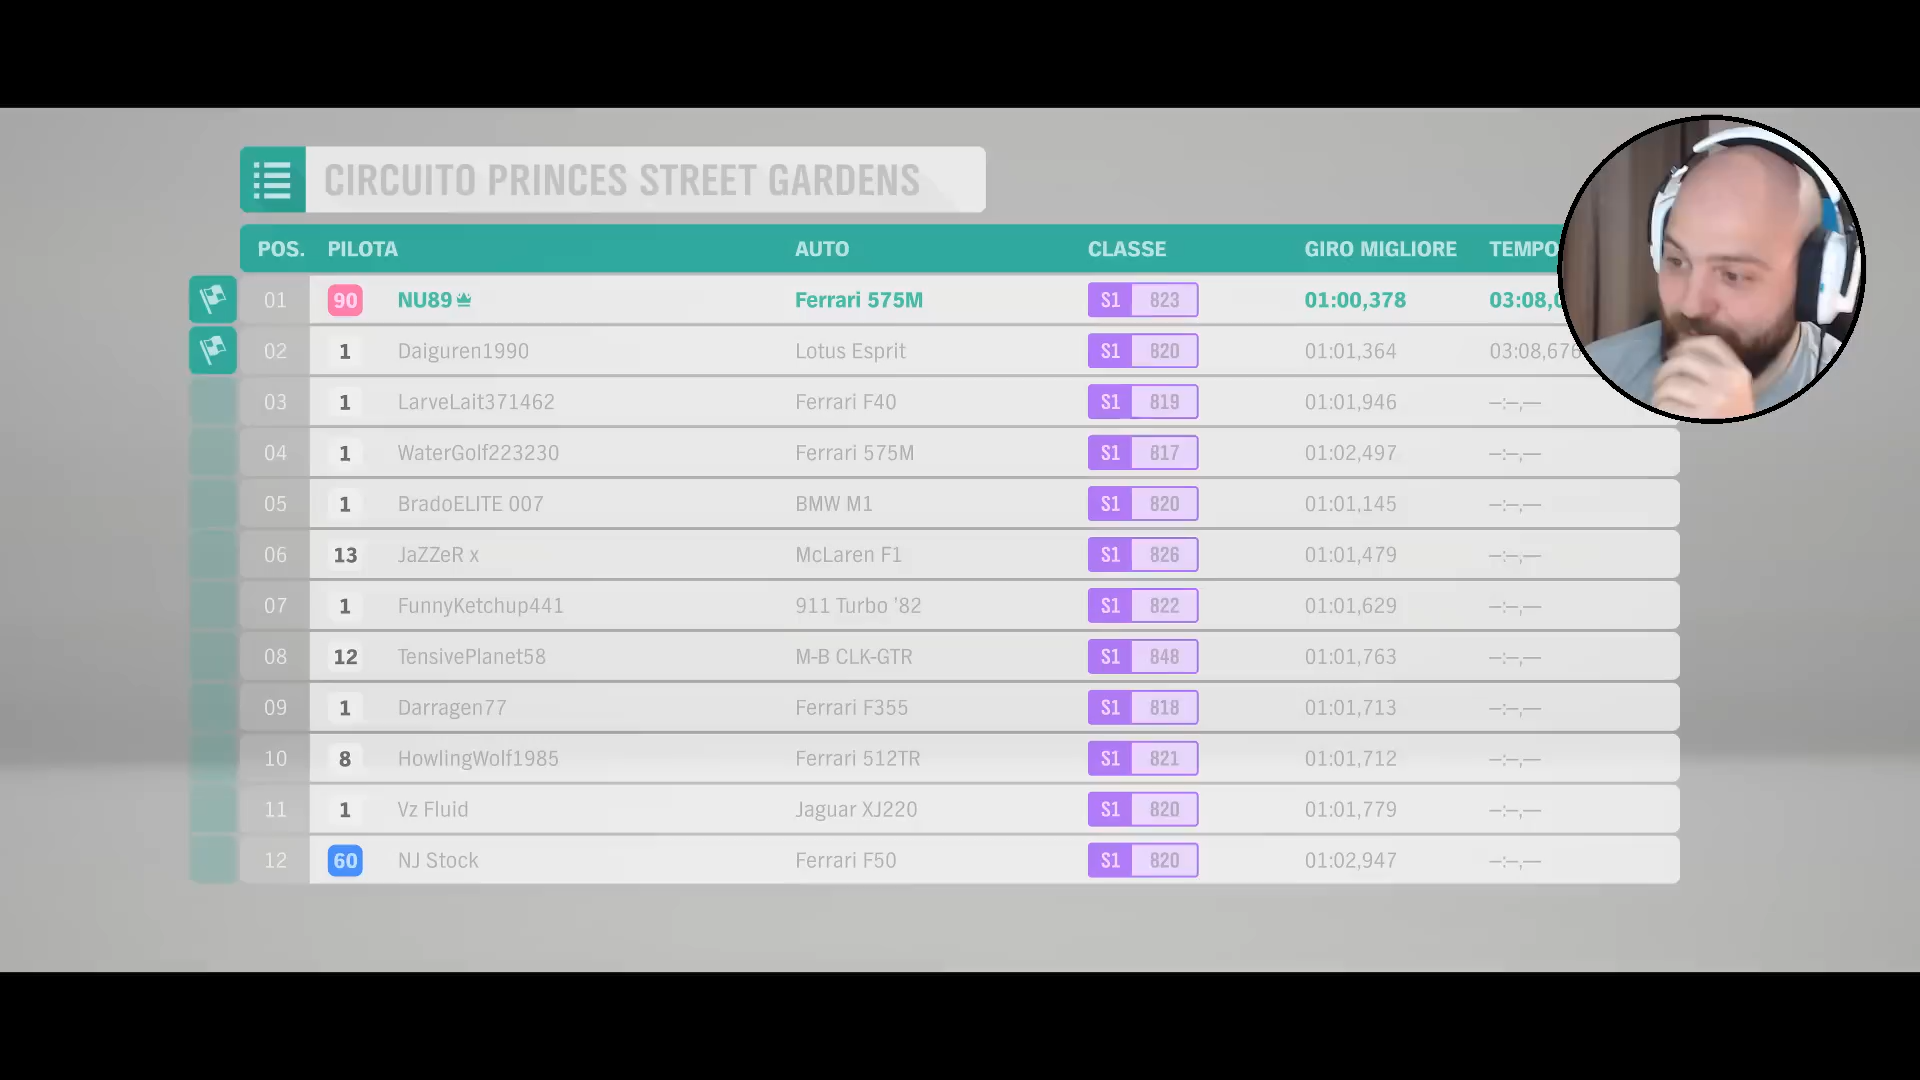 CIRCUITO PRINCES STREET GARDENS
POS. PILOTA AUTO CLASSE GIRO MIGLIORE TEMPO
01 90 NU89 Ferrari 575M S1 823 01:00,378 03:08,
02 1 Daiguren1990 Lotus Esprit S1 820 01:01,364 03:08,676
03 1 LarveLait371462 Ferrari F40 S1 819 01:01,946 --:--,---
04 1 WaterGolf223230 Ferrari 575M S1 817 01:02,497 --:--,---
05 1 BradoELITE 007 BMW M1 S1 820 01:01,145 --:--,---
06 13 JaZZeR x McLaren F1 S1 826 01:01,479 --:--,---
07 1 FunnyKetchup441 911 Turbo '82 S1 822 01:01,629 --:--,---
08 12 TensivePlanet58 M-B CLK-GTR S1 848 01:01,763 --:--,---
09 1 Darragen77 Ferrari F355 S1 818 01:01,713 --:--,---
10 8 HowlingWolf1985 Ferrari 512TR S1 821 01:01,712 --:--,---
11 1 Vz Fluid Jaguar XJ220 S1 820 01:01,779 --:--,---
12 60 NJ Stock Ferrari F50 S1 820 01:02,947 --:--,---